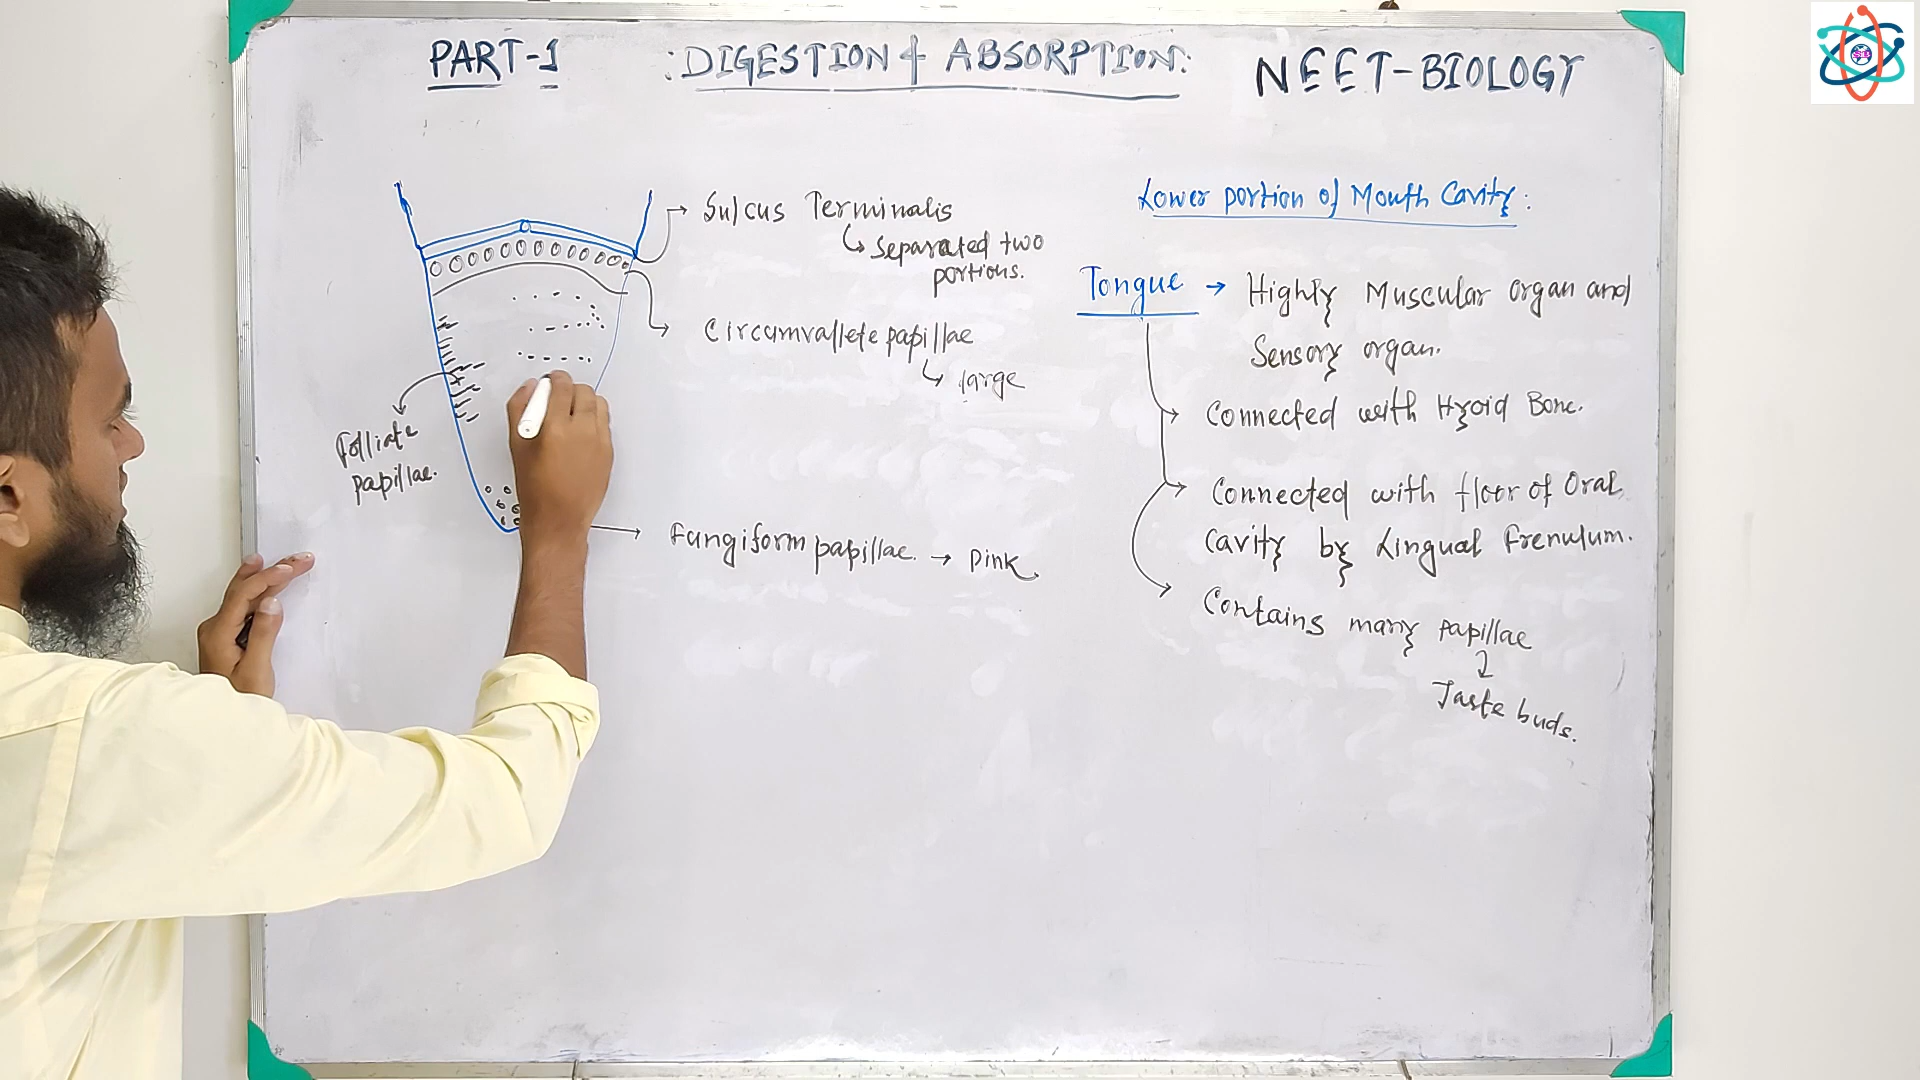 PART-1 :DIGESTION & ABSORPTION: NEET-BIOLOGY
Sulcus Terminalis
↳ Separated two
portions.
Circumvallete papillae
↳ large
Folliate
papillae.
Fungiform papillae. → Pink
Lower portion of Mouth Cavity:
Tongue → Highly Muscular organ and
Sensory organ.
→ Connected with Hyoid Bone.
→ Connected with floor of Oral
Cavity by Lingual Frenulum.
→ Contains many papillae
↓
Taste buds.